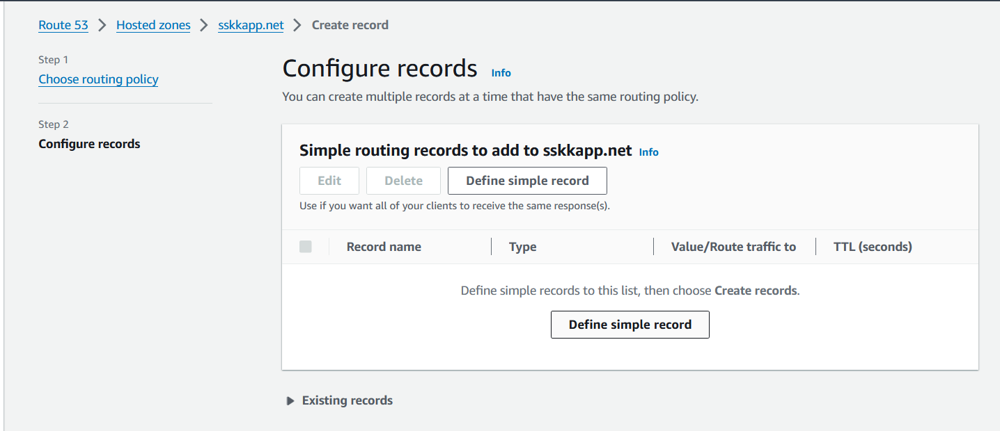 Route 53 > Hosted zones > sskkapp.net > Create record
Step 1
Choose routing policy
Step 2
Configure records
Configure records Info
You can create multiple records at a time that have the same routing policy.
Simple routing records to add to sskkapp.net Info
Edit Delete Define simple record
Use if you want all of your clients to receive the same response(s).
Record name Type Value/Route traffic to TTL (seconds)
Define simple records to this list, then choose Create records.
Define simple record
Existing records